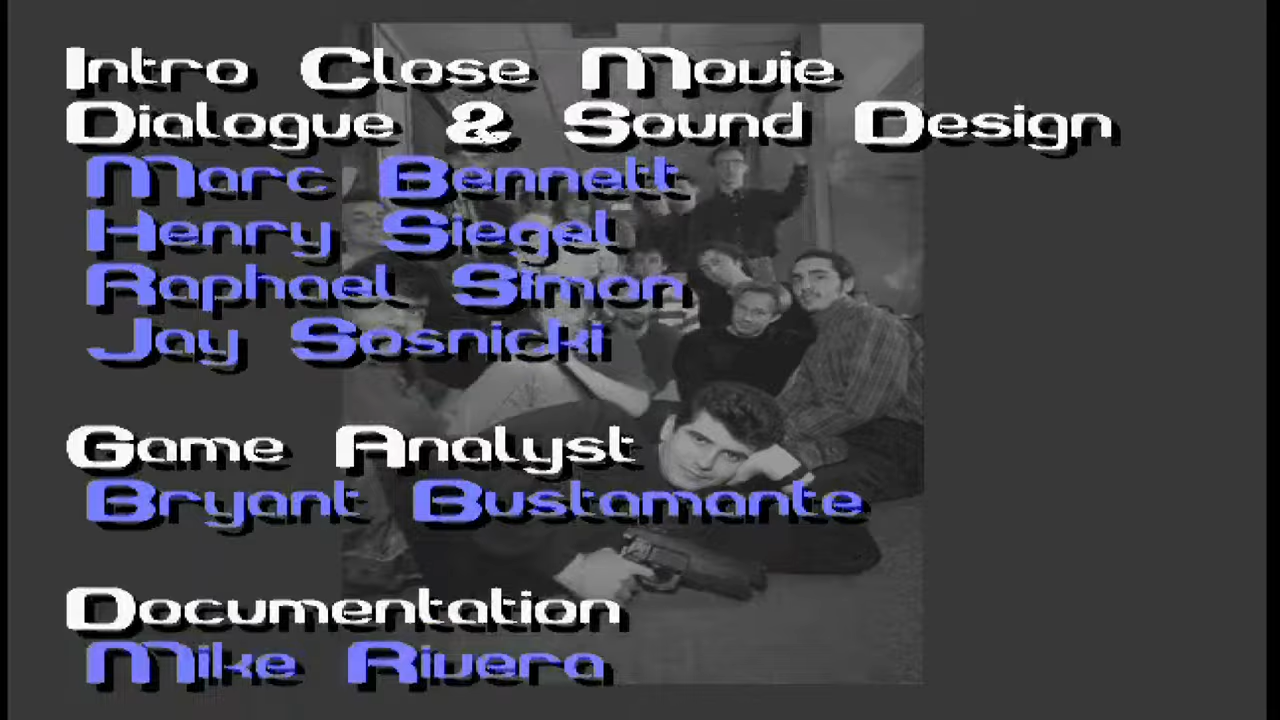 Intro Close Movie
Dialogue & Sound Design
Marc Bennett
Henry Siegel
Raphael Simon
Jay Sosnicki
Game Analyst
Bryant Bustamante
Documentation
Mike Rivera